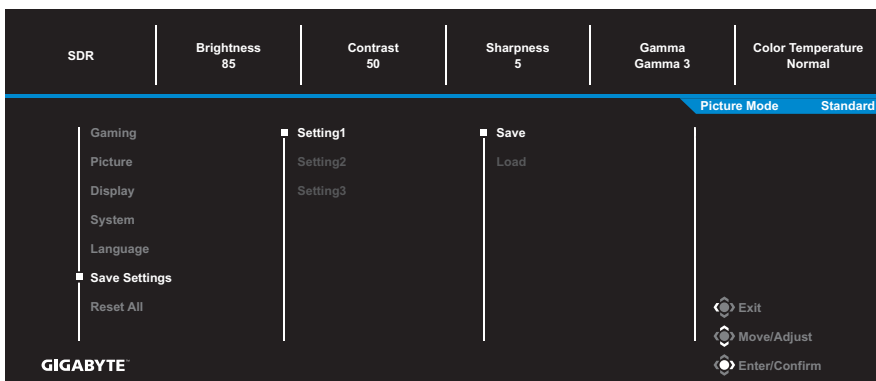 SDR
Brightness
85
Contrast
50
Sharpness
5
Gamma
Gamma 3
Color Temperature
Normal
Picture Mode Standard
Gaming
Picture
Display
System
Language
Save Settings
Reset All
Setting1
Setting2
Setting3
Save
Load
Exit
Move/Adjust
Enter/Confirm
GIGABYTE™